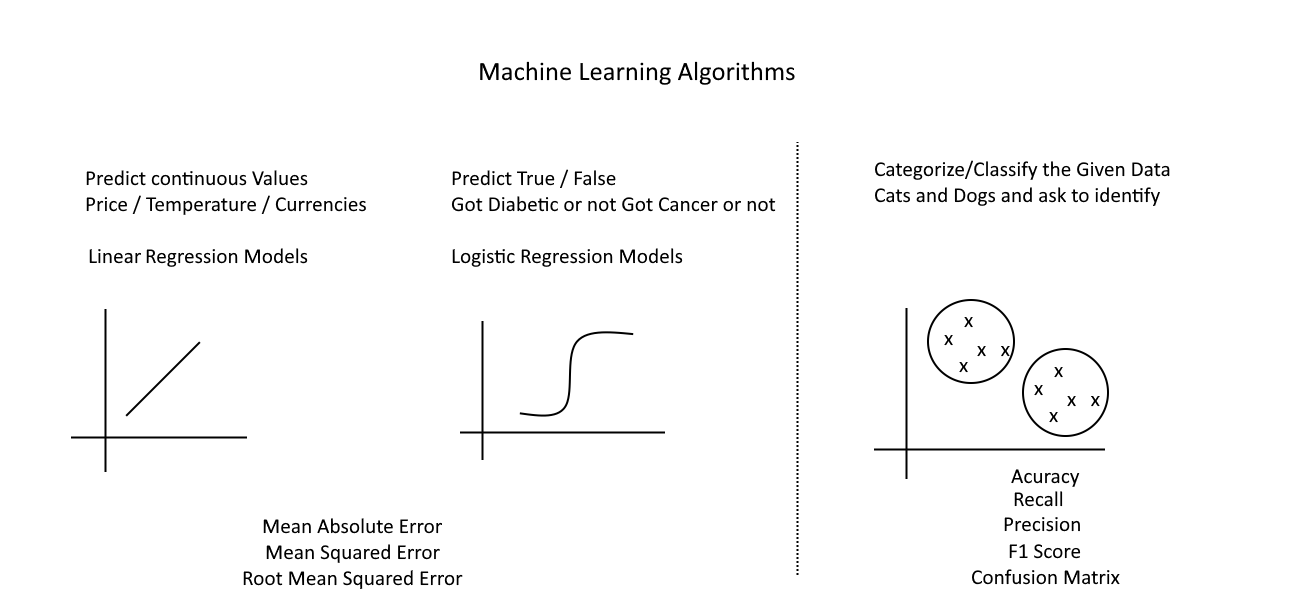 Machine Learning Algorithms
Predict continuous Values
Price / Temperature / Currencies
Linear Regression Models
Predict True / False
Got Diabetic or not Got Cancer or not
Logistic Regression Models
Mean Absolute Error
Mean Squared Error
Root Mean Squared Error
Categorize/Classify the Given Data
Cats and Dogs and ask to identify
x
x
x x
x
x
x
x x
x
Acuracy
Recall
Precision
F1 Score
Confusion Matrix